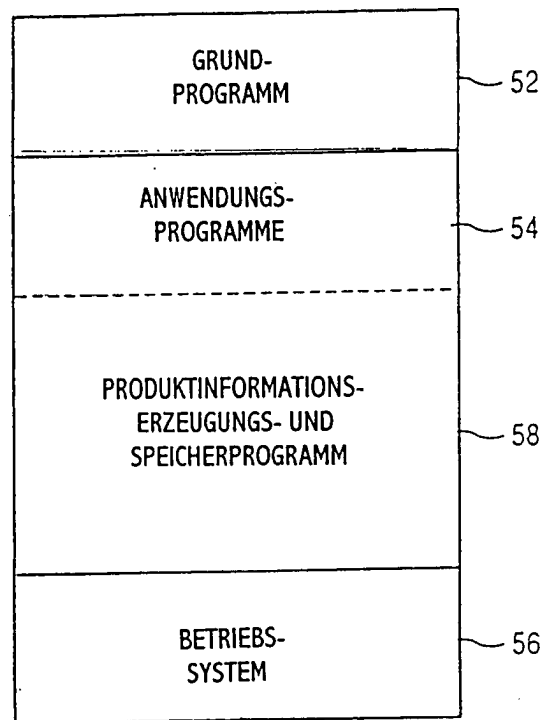 GRUND-
PROGRAMM
52
ANWENDUNGS-
PROGRAMME
54
PRODUKTINFORMATIONS-
ERZEUGUNGS- UND
SPEICHERPROGRAMM
58
BETRIEBS-
SYSTEM
56